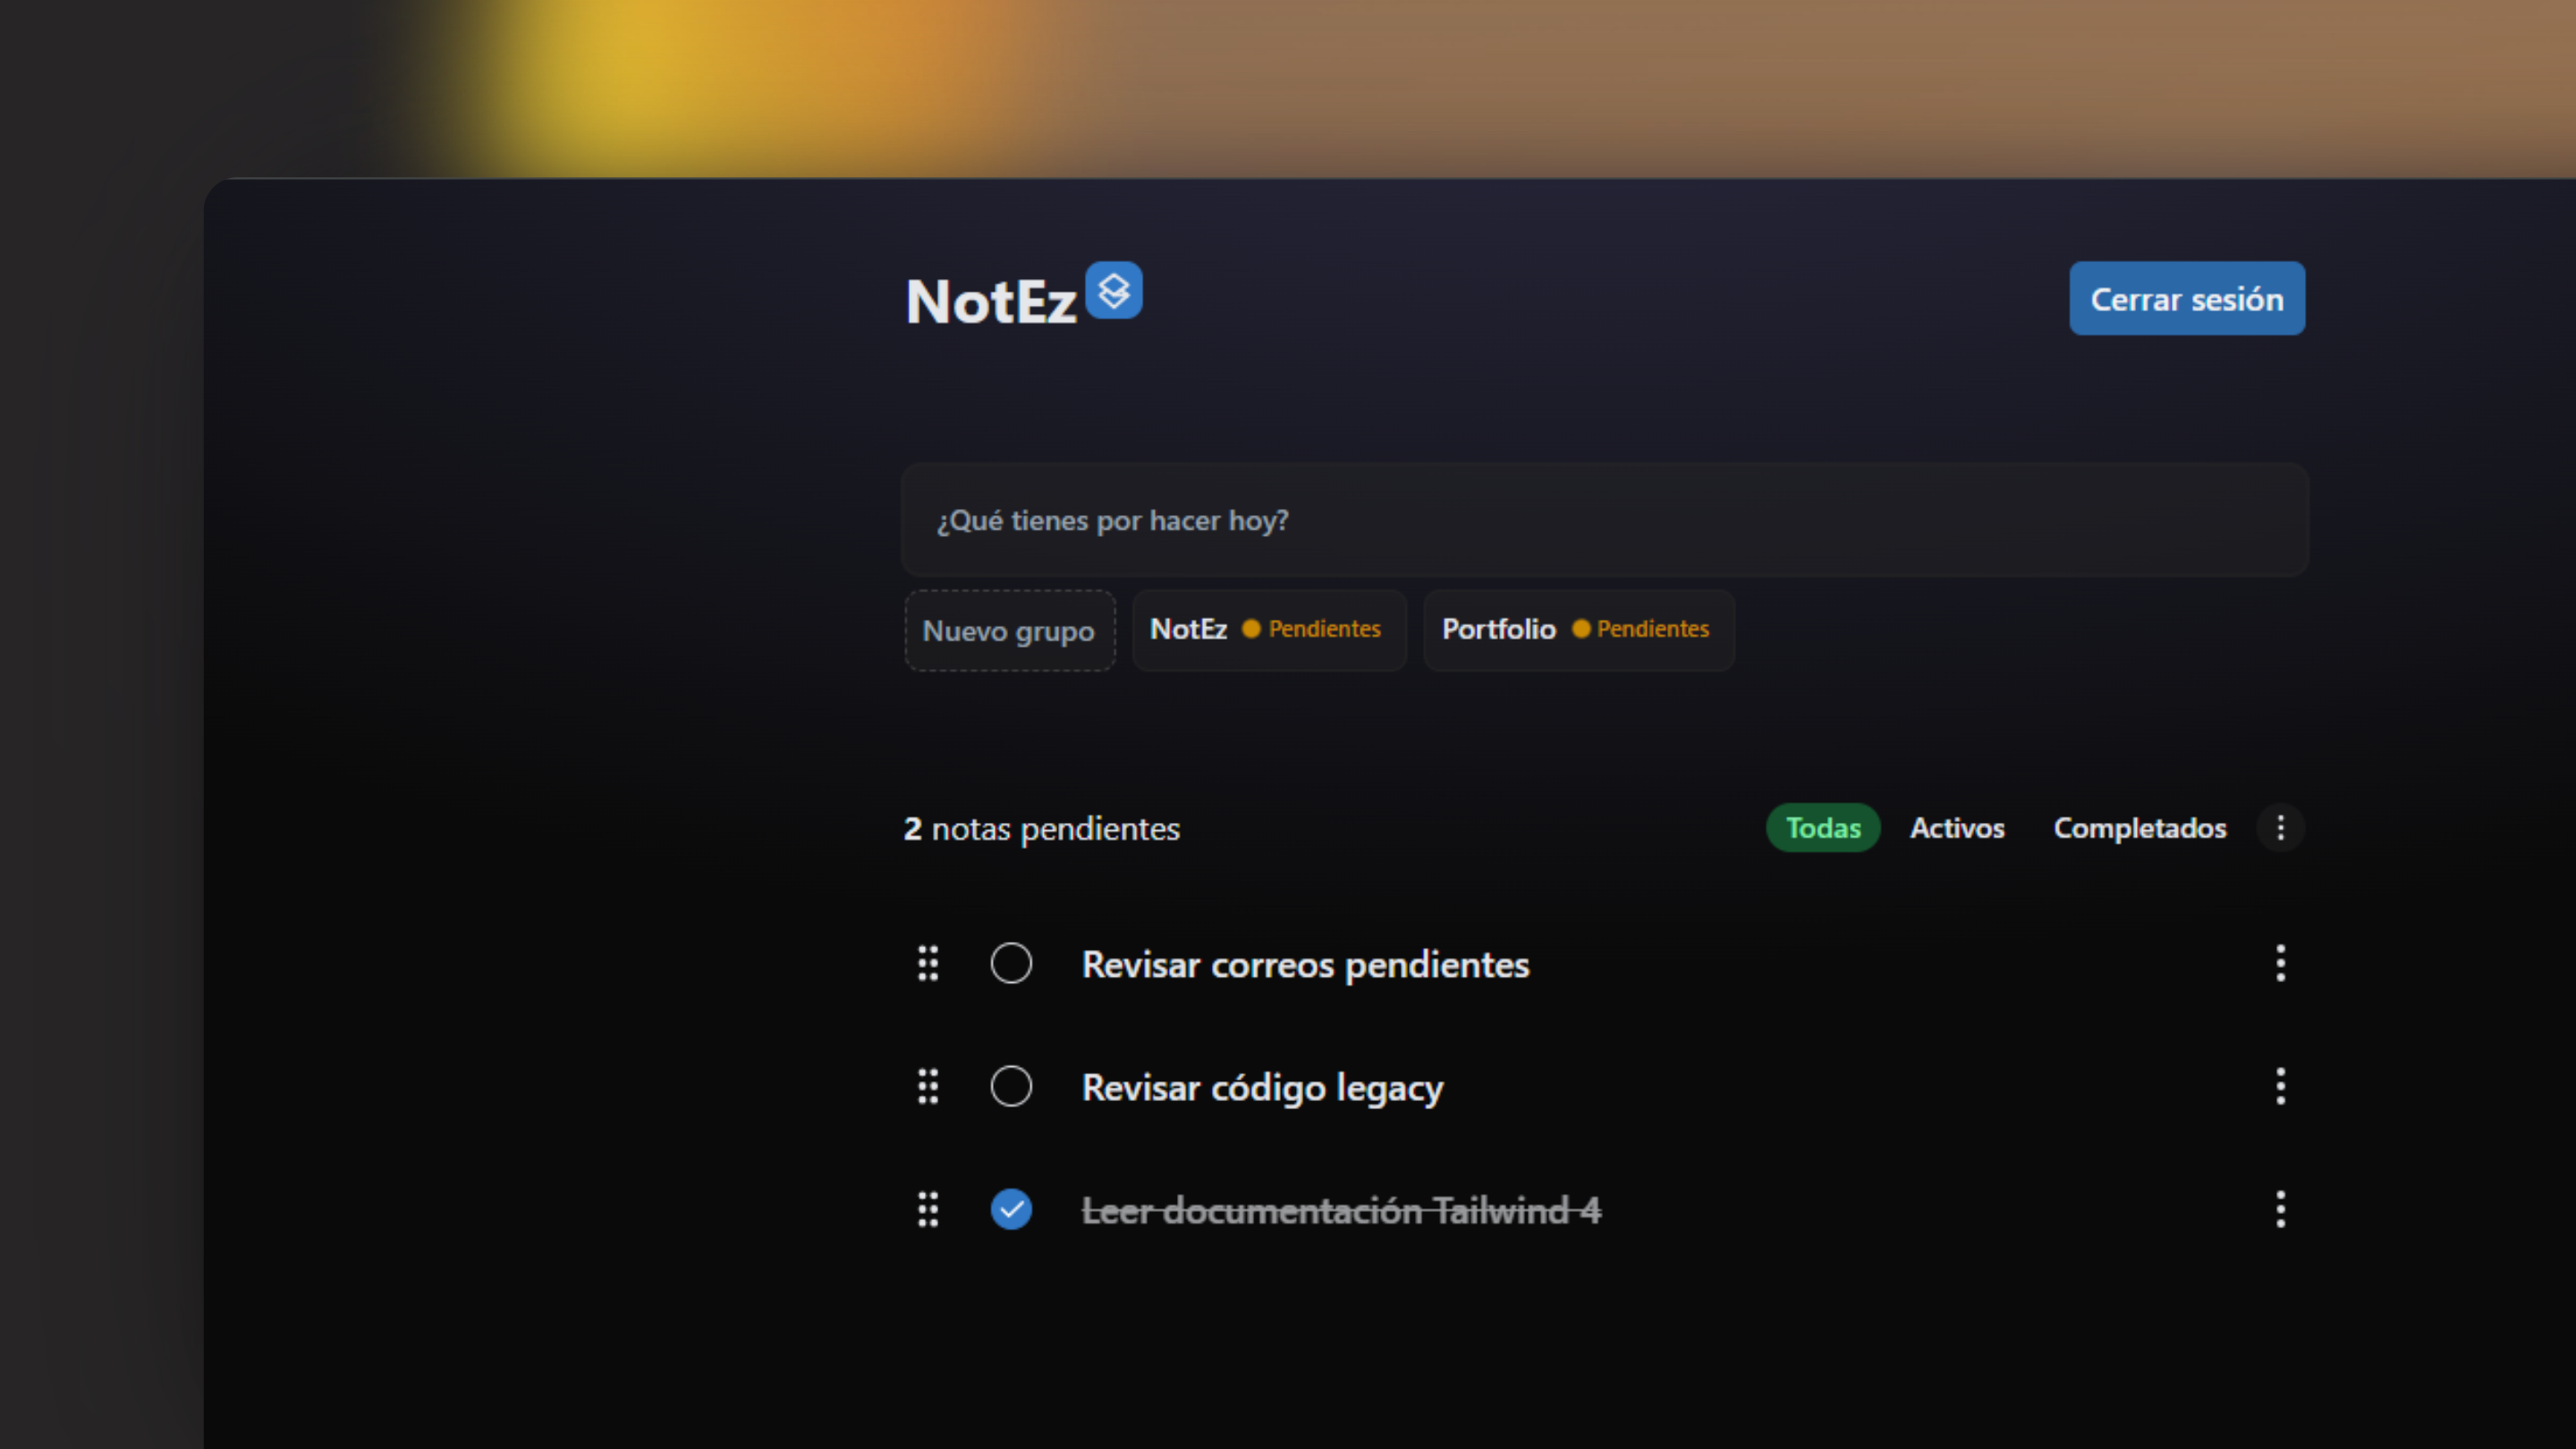 NotEz
Cerrar sesión
¿Qué tienes por hacer hoy?
Nuevo grupo
NotEz Pendientes
Portfolio Pendientes
2 notas pendientes
Todas Activos Completados
Revisar correos pendientes
Revisar código legacy
Leer documentación Tailwind 4